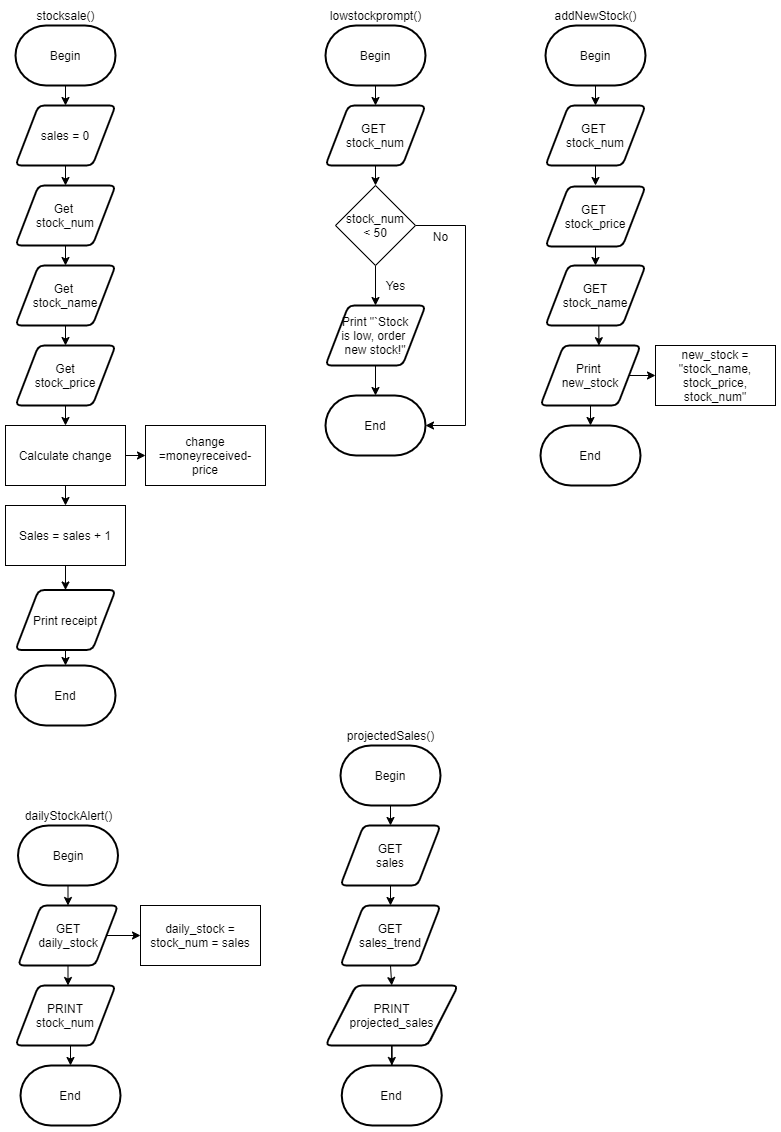 stocksale()
Begin
sales = 0
Get
stock_num
Get
stock_name
Get
stock_price
Calculate change
change
=moneyreceived-
price
Sales = sales + 1
Print receipt
End
lowstockprompt()
Begin
GET
stock_num
stock_num
< 50
No
Yes
Print "`Stock
is low, order
new stock!"
End
addNewStock()
Begin
GET
stock_num
GET
stock_price
GET
stock_name
Print
new_stock
new_stock =
"stock_name,
stock_price,
stock_num"
End
dailyStockAlert()
Begin
GET
daily_stock
daily_stock =
stock_num = sales
PRINT
stock_num
End
projectedSales()
Begin
GET
sales
GET
sales_trend
PRINT
projected_sales
End